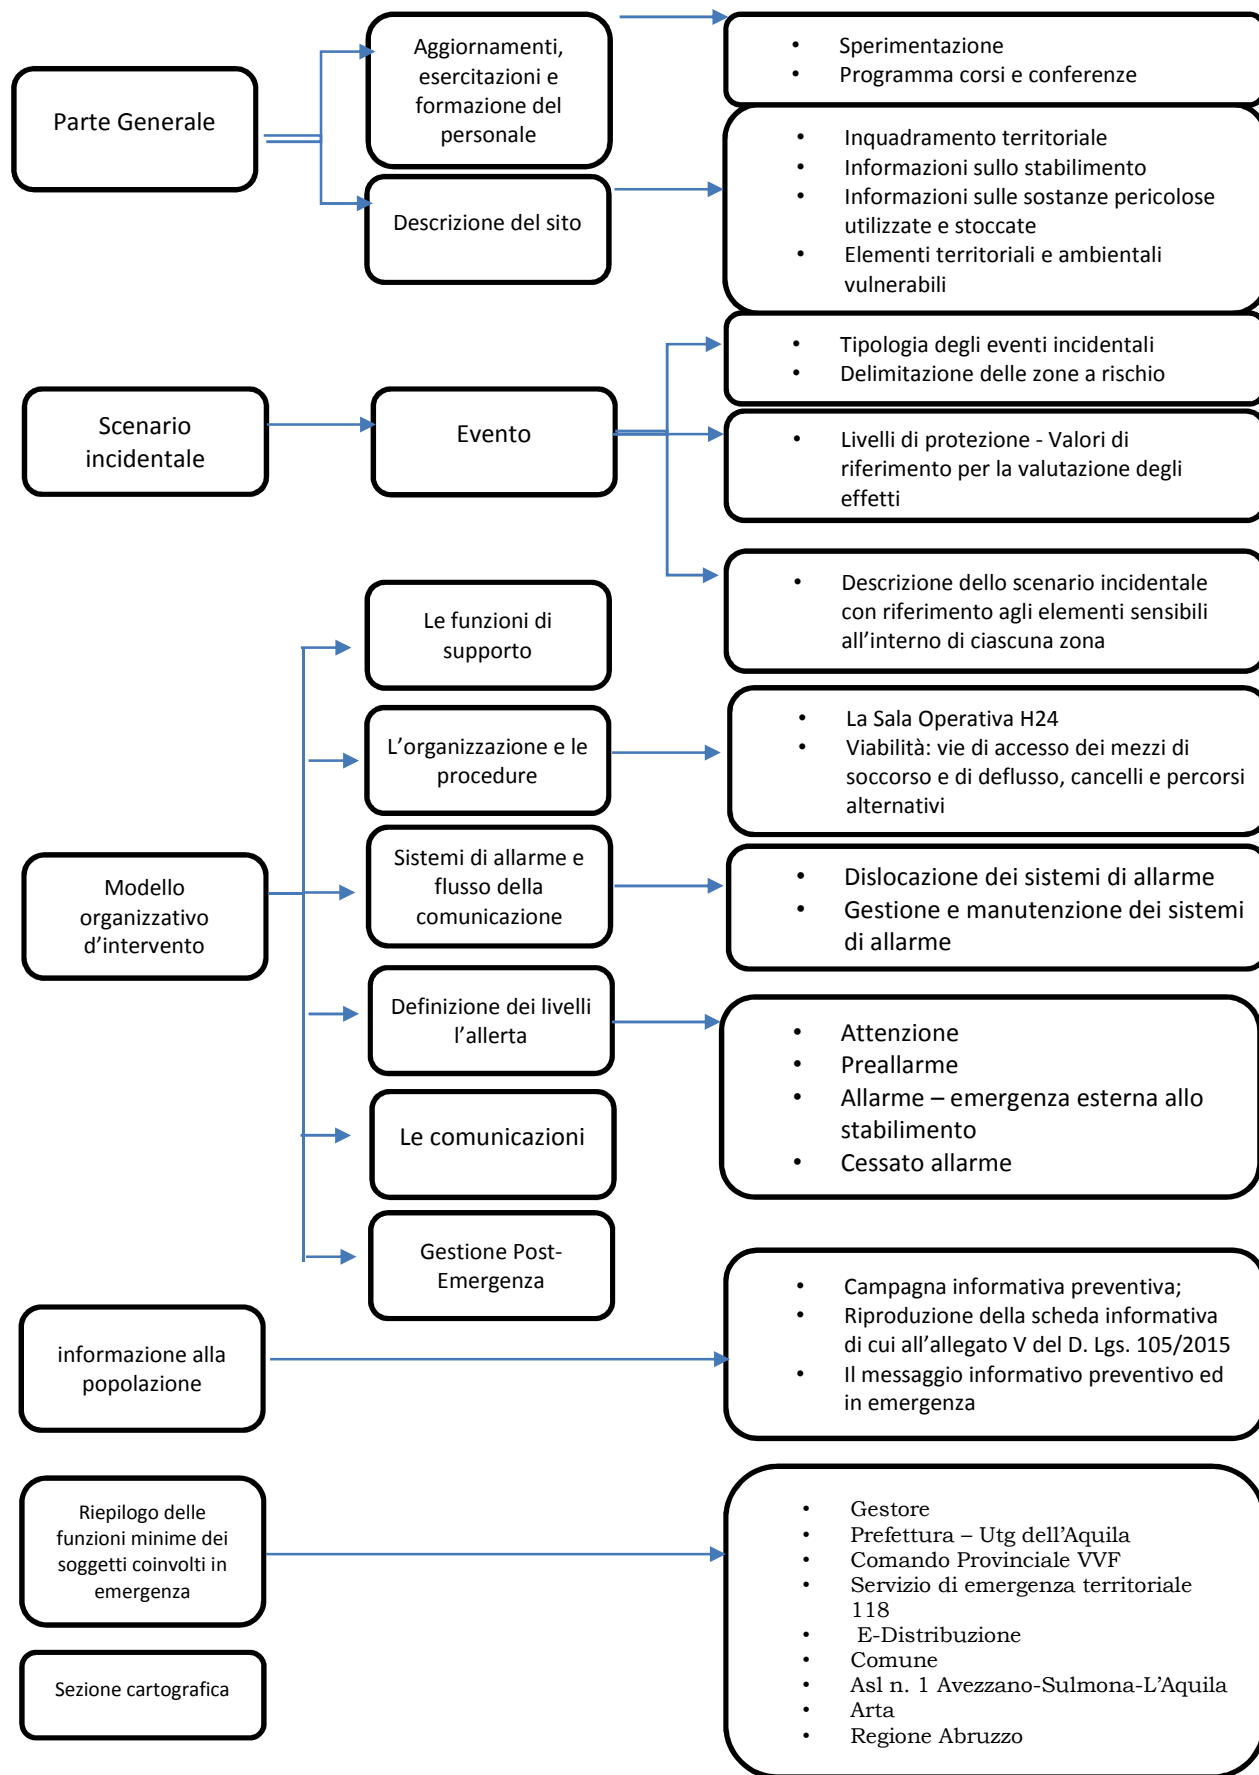 Parte Generale
Aggiornamenti,
esercitazioni e
formazione del
personale
• Sperimentazione
• Programma corsi e conferenze
Descrizione del sito
• Inquadramento territoriale
• Informazioni sullo stabilimento
• Informazioni sulle sostanze pericolose
utilizzate e stoccate
• Elementi territoriali e ambientali
vulnerabili
Scenario
incidentale
Evento
• Tipologia degli eventi incidentali
• Delimitazione delle zone a rischio
• Livelli di protezione - Valori di
riferimento per la valutazione degli
effetti
• Descrizione dello scenario incidentale
con riferimento agli elementi sensibili
all’interno di ciascuna zona
Modello
organizzativo
d’intervento
Le funzioni di
supporto
L’organizzazione e le
procedure
• La Sala Operativa H24
• Viabilità: vie di accesso dei mezzi di
soccorso e di deflusso, cancelli e percorsi
alternativi
Sistemi di allarme e
flusso della
comunicazione
• Dislocazione dei sistemi di allarme
• Gestione e manutenzione dei sistemi
di allarme
Definizione dei livelli
l’allerta
• Attenzione
• Preallarme
• Allarme – emergenza esterna allo
stabilimento
• Cessato allarme
Le comunicazioni
Gestione Post-
Emergenza
informazione alla
popolazione
• Campagna informativa preventiva;
• Riproduzione della scheda informativa
di cui all’allegato V del D. Lgs. 105/2015
• Il messaggio informativo preventivo ed
in emergenza
Riepilogo delle
funzioni minime dei
soggetti coinvolti in
emergenza
• Gestore
• Prefettura – Utg dell’Aquila
• Comando Provinciale VVF
• Servizio di emergenza territoriale
118
• E-Distribuzione
• Comune
• Asl n. 1 Avezzano-Sulmona-L’Aquila
• Arta
• Regione Abruzzo
Sezione cartografica